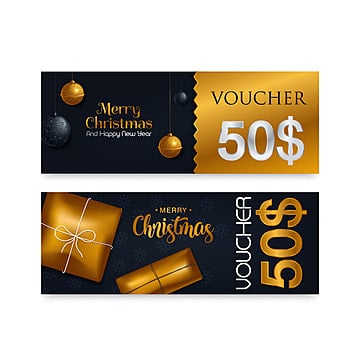 Merry
Christmas
And Happy New Year
VOUCHER
50$
MERRY
Christmas
VOUCHER
50$